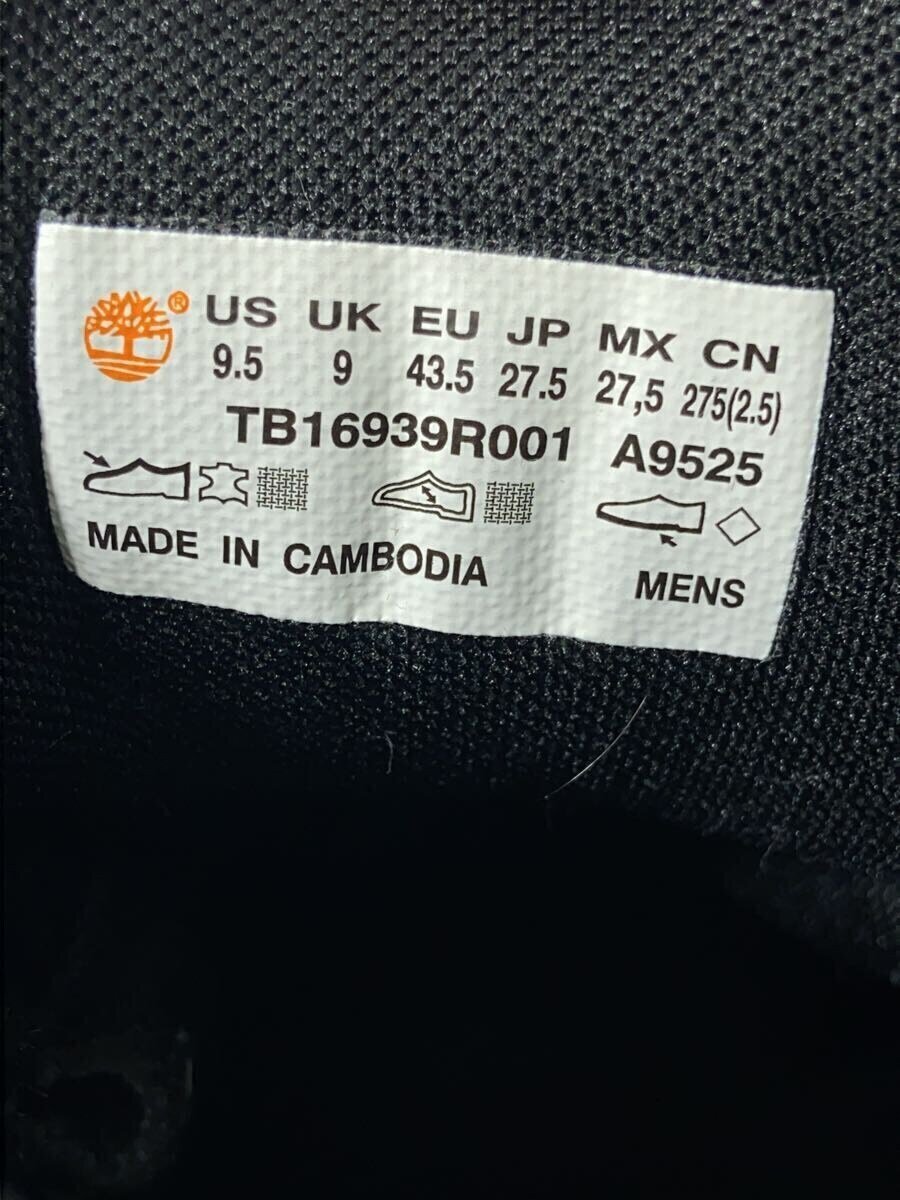 ® US UK EU JP MX CN
9.5 9 43.5 27.5 27,5 275(2.5)
TB16939R001 A9525
MADE IN CAMBODIA MENS